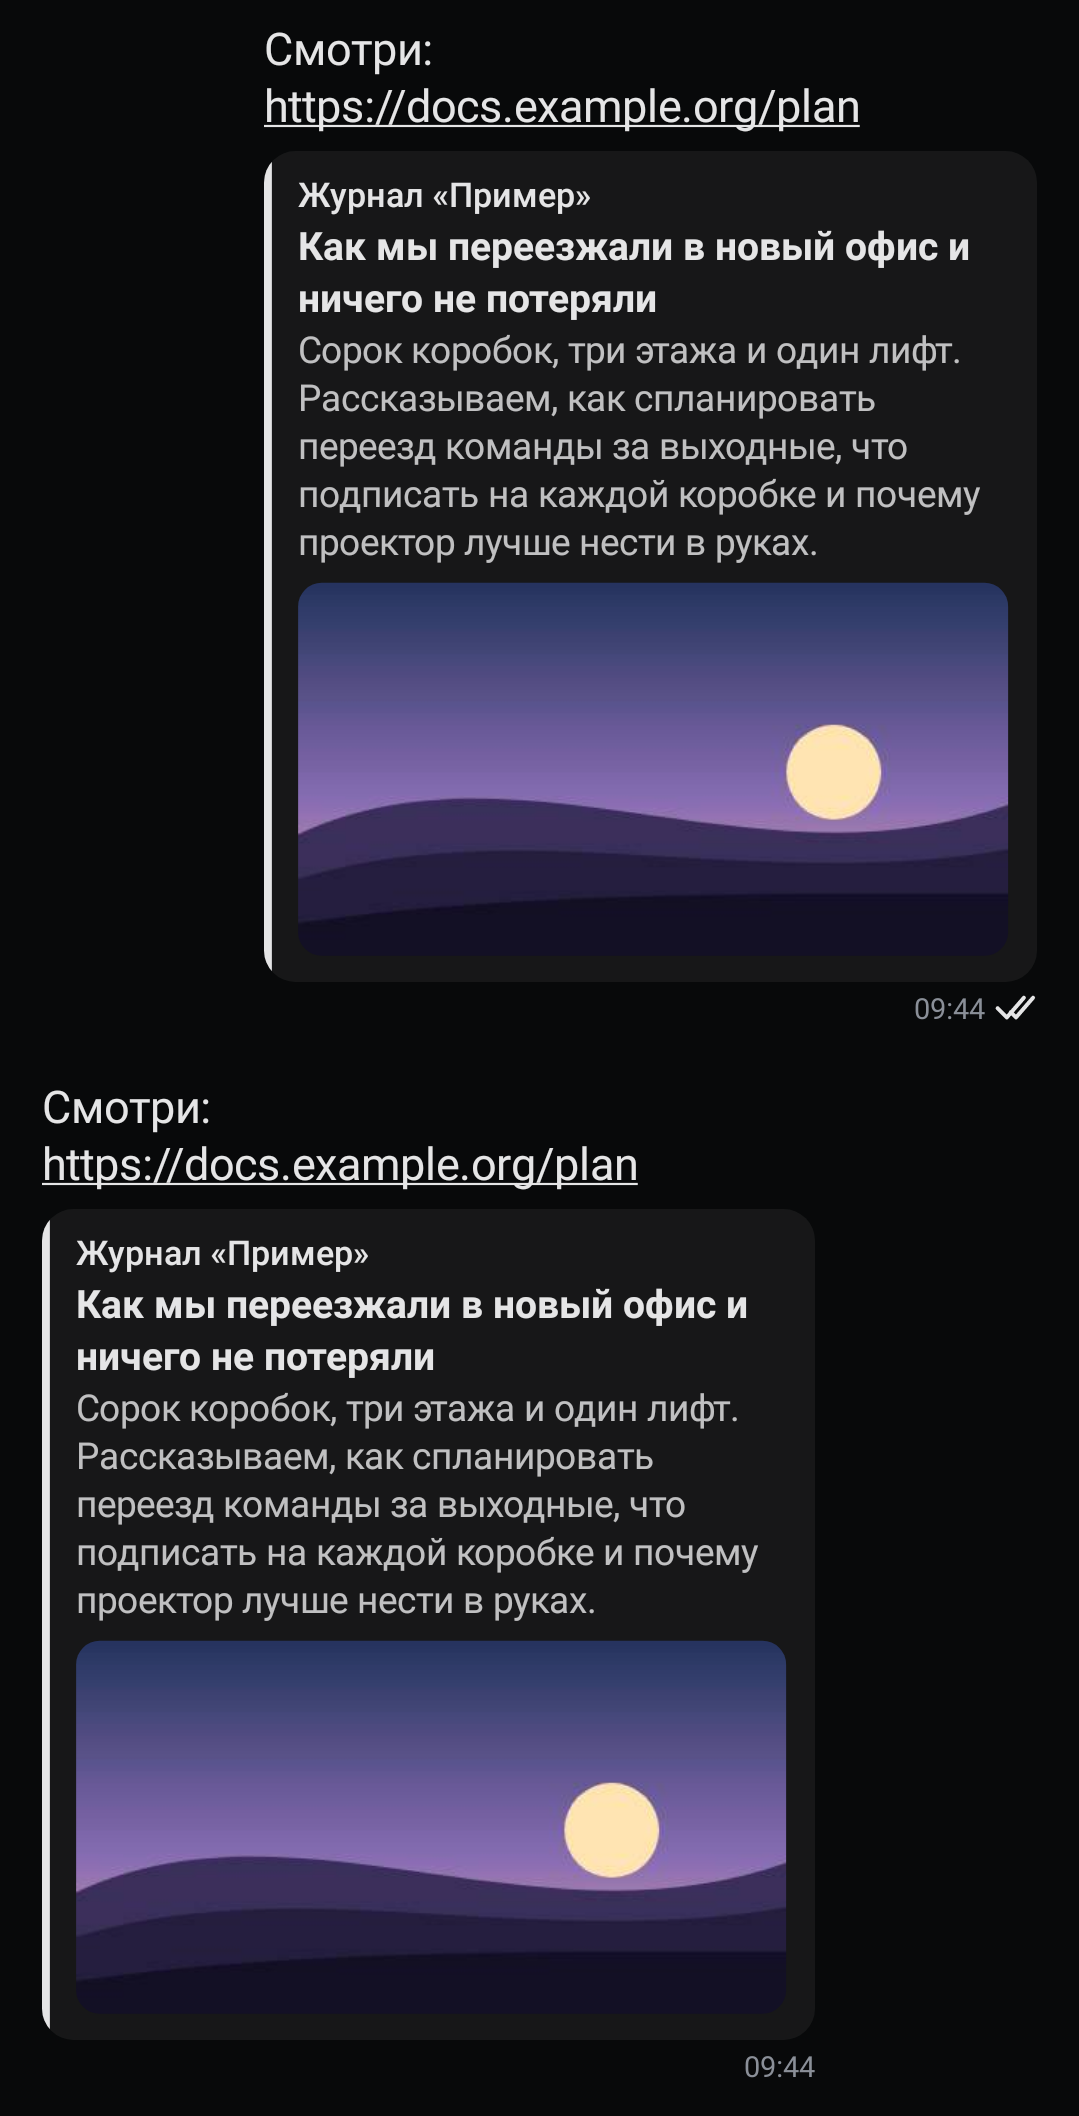 Смотри:
https://docs.example.org/plan
Журнал «Пример»
Как мы переезжали в новый офис и
ничего не потеряли
Сорок коробок, три этажа и один лифт.
Рассказываем, как спланировать
переезд команды за выходные, что
подписать на каждой коробке и почему
проектор лучше нести в руках.
09:44
Смотри:
https://docs.example.org/plan
Журнал «Пример»
Как мы переезжали в новый офис и
ничего не потеряли
Сорок коробок, три этажа и один лифт.
Рассказываем, как спланировать
переезд команды за выходные, что
подписать на каждой коробке и почему
проектор лучше нести в руках.
09:44